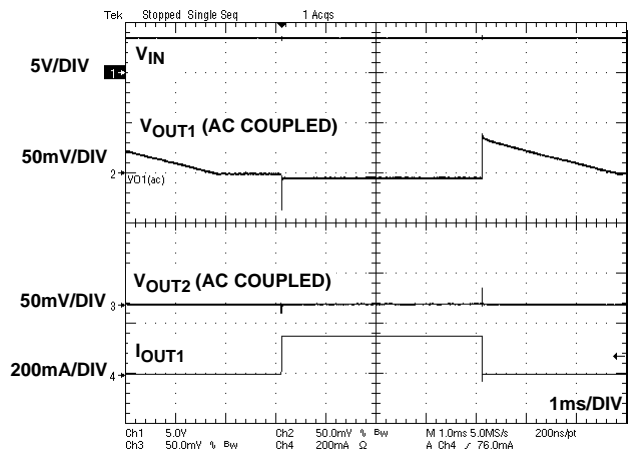 Tek Stopped Single Seq 1 Acqs
5V/DIV
1
VIN
VOUT1 (AC COUPLED)
50mV/DIV
2
VO1(ac)
VOUT2 (AC COUPLED)
50mV/DIV
3
IOUT1
200mA/DIV
4
1ms/DIV
Ch1 5.0V Ch2 50.0mV % BW M 1.0ms 5.0MS/s 200ns/pt
Ch3 50.0mV % BW Ch4 200mA Ω A Ch4 / 76.0mA